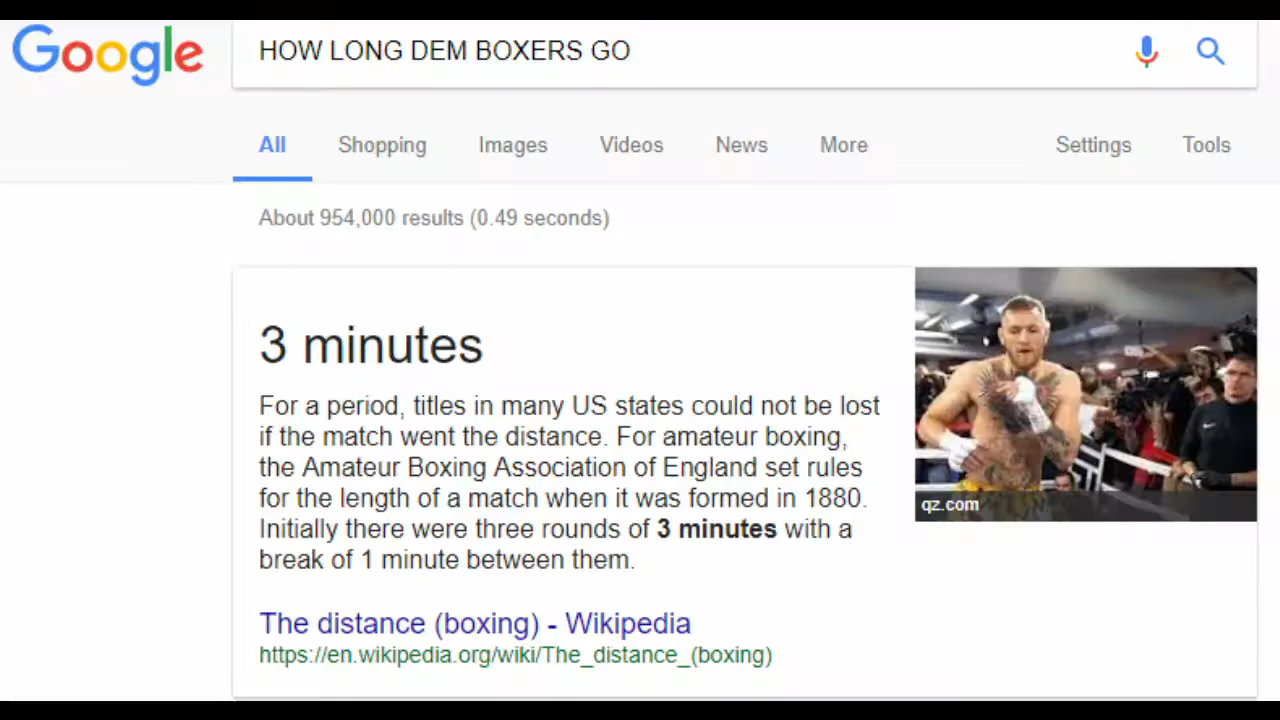 Google
HOW LONG DEM BOXERS GO
All Shopping Images Videos News More Settings Tools
About 954,000 results (0.49 seconds)
3 minutes
For a period, titles in many US states could not be lost
if the match went the distance. For amateur boxing,
the Amateur Boxing Association of England set rules
for the length of a match when it was formed in 1880.
Initially there were three rounds of 3 minutes with a
break of 1 minute between them.
qz.com
The distance (boxing) - Wikipedia
https://en.wikipedia.org/wiki/The_distance_(boxing)